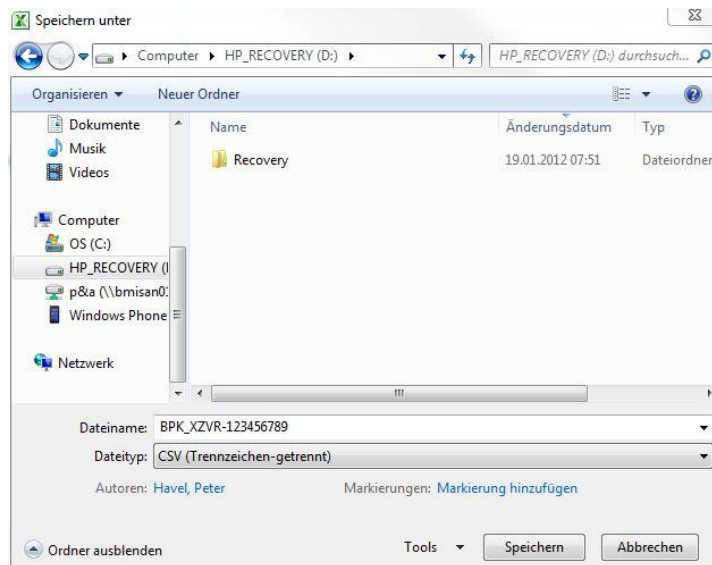 Speichern unter
Computer HP_RECOVERY (D:) HP_RECOVERY (D:) durchsuch...
Organisieren Neuer Ordner
Dokumente Name Änderungsdatum Typ
Musik
Recovery 19.01.2012 07:51 Dateiordner
Videos
Computer
OS (C:)
HP_RECOVERY (
p&a (\\bmisan0
Windows Phone
Netzwerk
Dateiname: BPK_XZVR-123456789
Dateityp: CSV (Trennzeichen-getrennt)
Autoren: Havel, Peter Markierungen: Markierung hinzufügen
Ordner ausblenden Tools Speichern Abbrechen